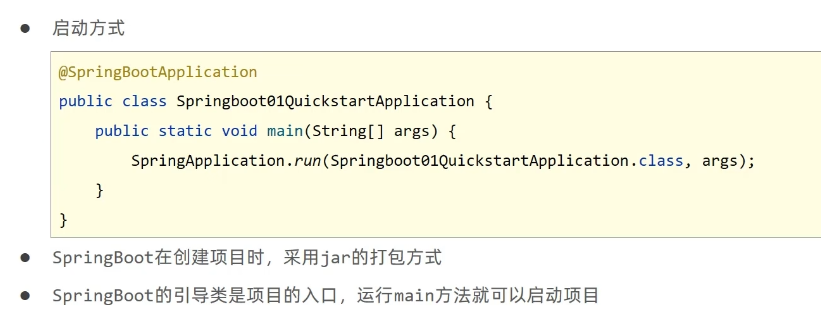 ● 启动方式
@SpringBootApplication
public class Springboot01QuickstartApplication {
    public static void main(String[] args) {
        SpringApplication.run(Springboot01QuickstartApplication.class, args);
    }
}
● SpringBoot在创建项目时，采用jar的打包方式
● SpringBoot的引导类是项目的入口，运行main方法就可以启动项目